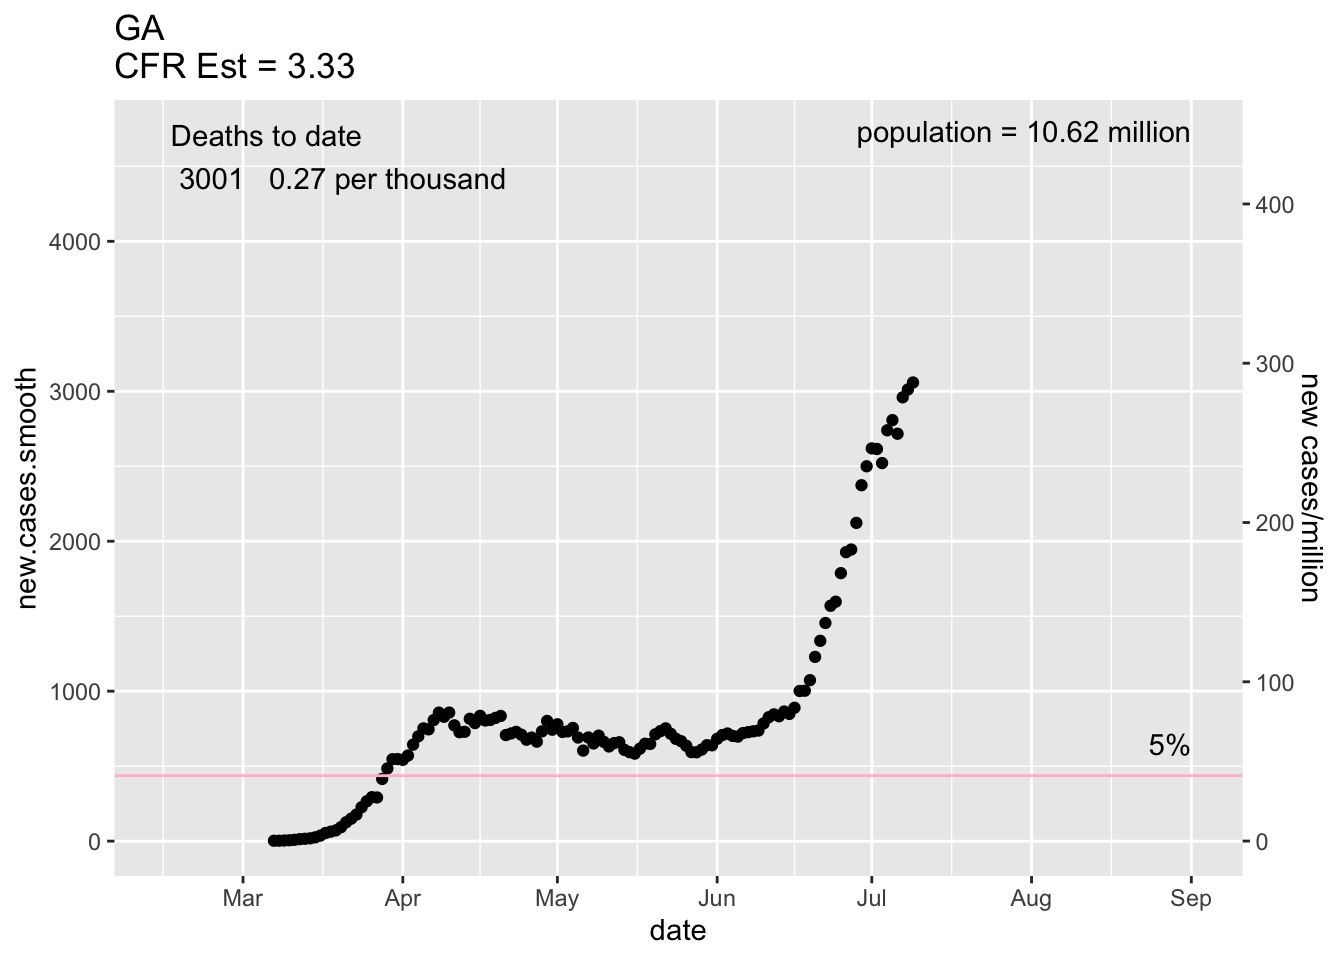 GA
CFR Est = 3.33
Deaths to date
3001 0.27 per thousand
population = 10.62 million
5%
new.cases.smooth
4000
3000
2000
1000
0
400
300
200
100
0
new cases/million
Mar Apr May Jun Jul Aug Sep
date